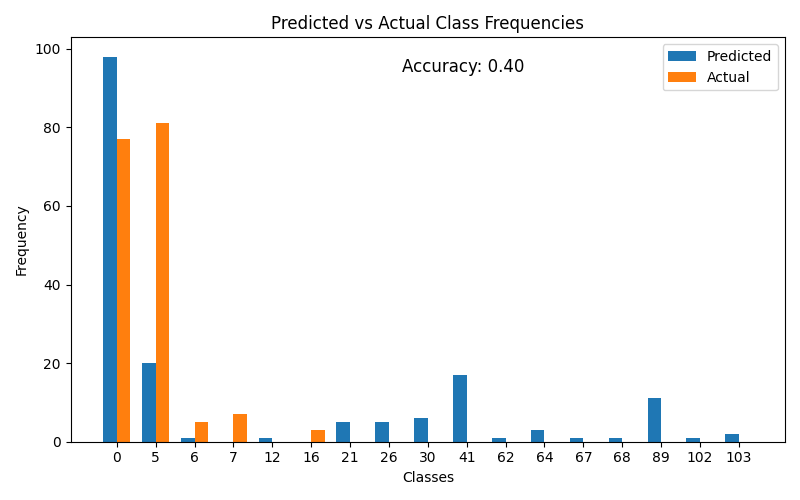 Predicted vs Actual Class Frequencies
Accuracy: 0.40
Predicted
Actual
Frequency
100
80
60
40
20
0
0 5 6 7 12 16 21 26 30 41 62 64 67 68 89 102 103
Classes